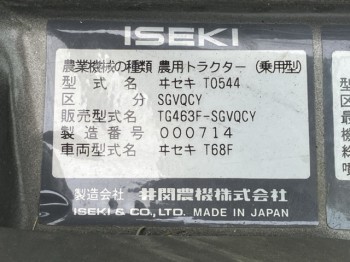 ISEKI
農業機械の種類 農用トラクター (乗用型)
型式名 ヰセキ T0544
区分 SGVQCY
販売型式名 TG463F-SGVQCY
製造番号 000714
車両型式名 ヰセキ T68F
製造会社 井関農機株式会社
ISEKI & CO., LTD. MADE IN JAPAN